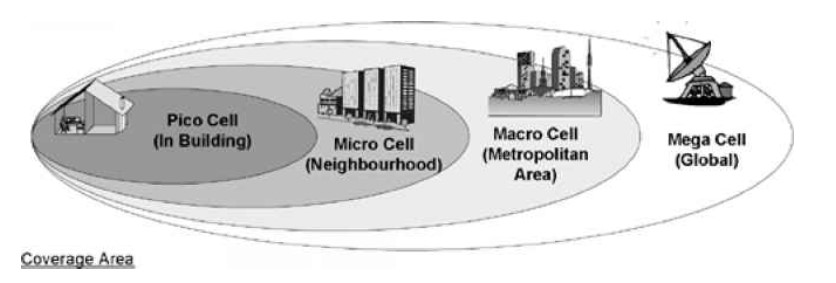 Pico Cell
(In Building)
Micro Cell
(Neighbourhood)
Macro Cell
(Metropolitan
Area)
Mega Cell
(Global)
Coverage Area